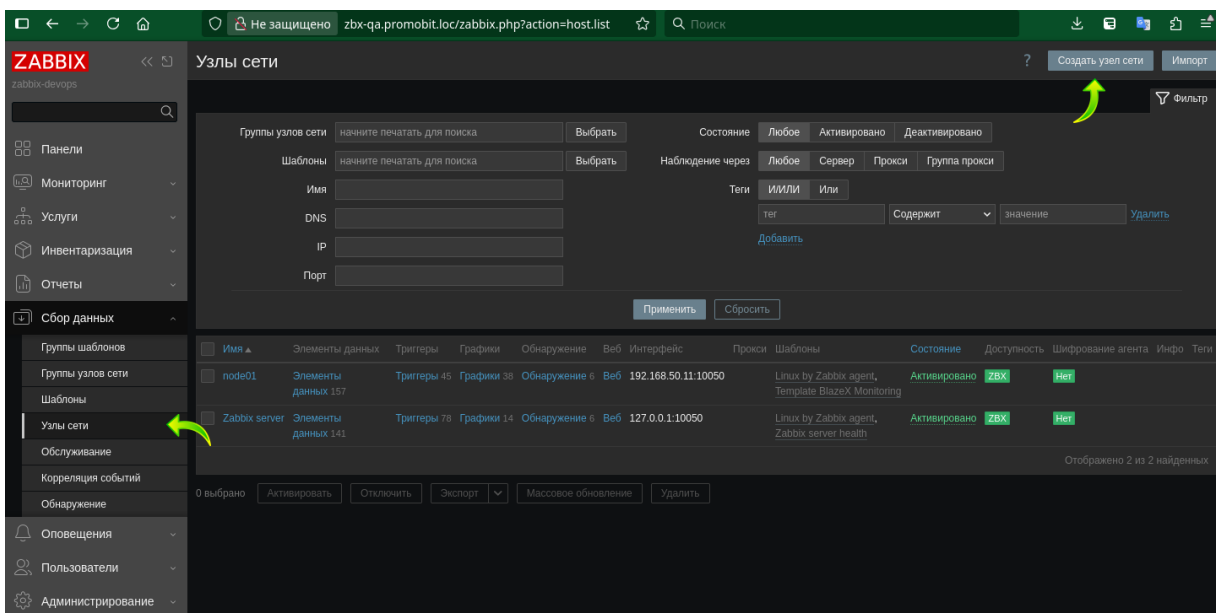 Не защищено zbx-qa.promobit.loc/zabbix.php?action=host.list Поиск
ZABBIX
zabbix-devops
Панели
Мониторинг
Услуги
Инвентаризация
Отчеты
Сбор данных
Группы шаблонов
Группы узлов сети
Шаблоны
Узлы сети
Обслуживание
Корреляция событий
Обнаружение
Оповещения
Пользователи
Администрирование
Узлы сети ? Создать узел сети Импорт
Фильтр
Группы узлов сети начните печатать для поиска Выбрать
Шаблоны начните печатать для поиска Выбрать
Имя
DNS
IP
Порт
Состояние Любое Активировано Деактивировано
Наблюдение через Любое Сервер Прокси Группа прокси
Теги И/ИЛИ Или
тег Содержит значение Удалить
Добавить
Применить Сбросить
Имя Элементы данных Триггеры Графики Обнаружение Веб Интерфейс Прокси Шаблоны Состояние Доступность Шифрование агента Инфо Теги
node01 Элементы данных 157 Триггеры 45 Графики 38 Обнаружение 6 Веб 192.168.50.11:10050 Linux by Zabbix agent, Template BlazeX Monitoring Активировано ZBX Нет
Zabbix server Элементы данных 141 Триггеры 78 Графики 14 Обнаружение 6 Веб 127.0.0.1:10050 Linux by Zabbix agent, Zabbix server health Активировано ZBX Нет
Отображено 2 из 2 найденных
0 выбрано Активировать Отключить Экспорт Массовое обновление Удалить